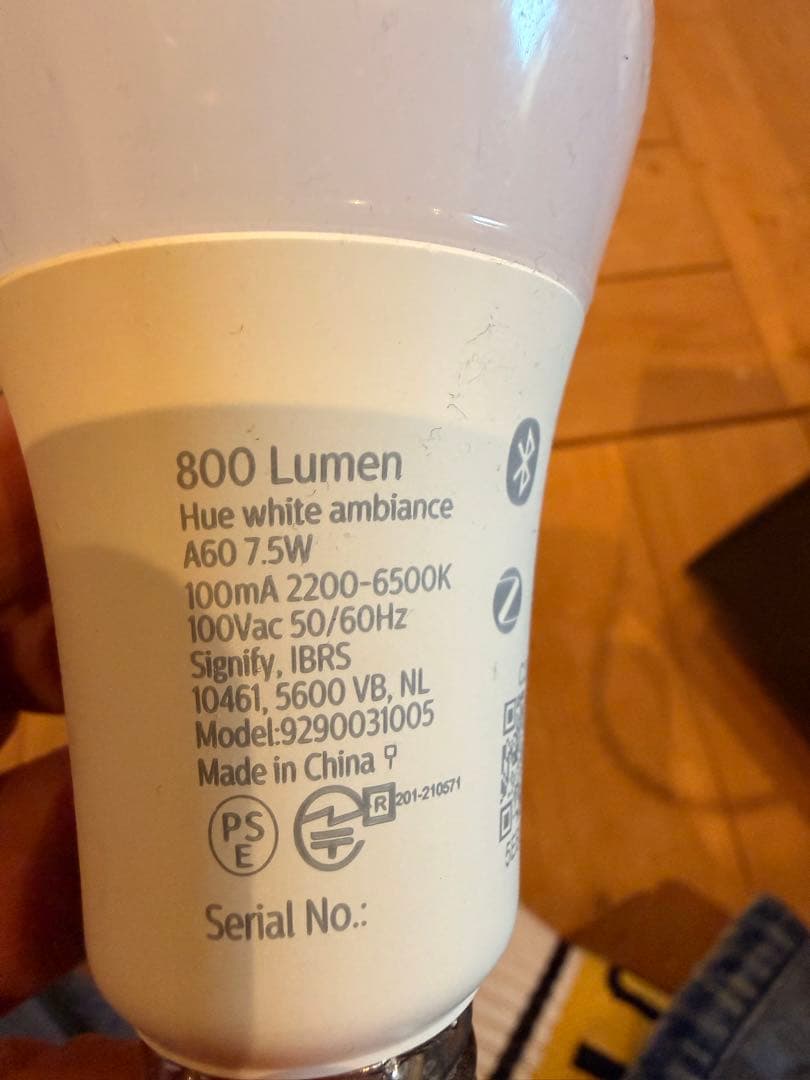 800 Lumen
Hue white ambiance
A60 7.5W
100mA 2200-6500K
100Vac 50/60Hz
Signify, IBRS
10461, 5600 VB, NL
Model:9290031005
Made in China
PS
E
R 201-210571
Serial No.: